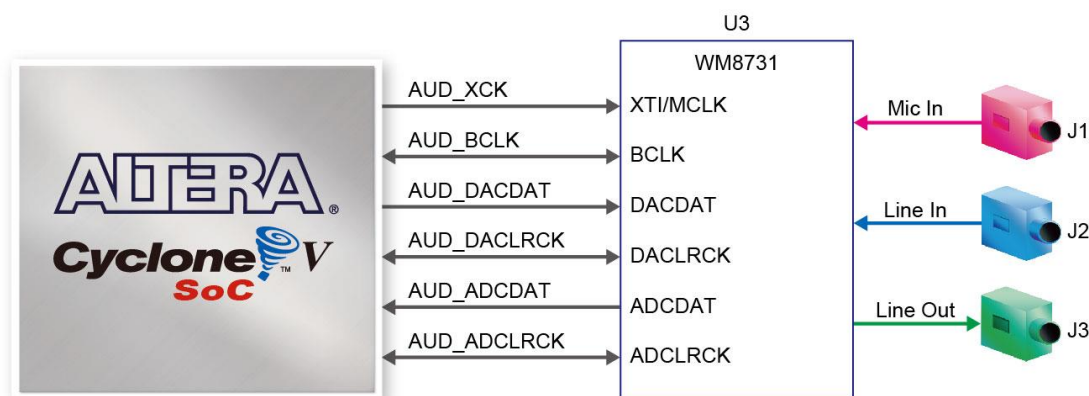 U3
WM8731
AUD_XCK
XTI/MCLK
AUD_BCLK
BCLK
AUD_DACDAT
DACDAT
AUD_DACLRCK
DACLRCK
AUD_ADCDAT
ADCDAT
AUD_ADCLRCK
ADCLRCK
ALTERA®
Cyclone™ V
SoC
Mic In
J1
Line In
J2
Line Out
J3